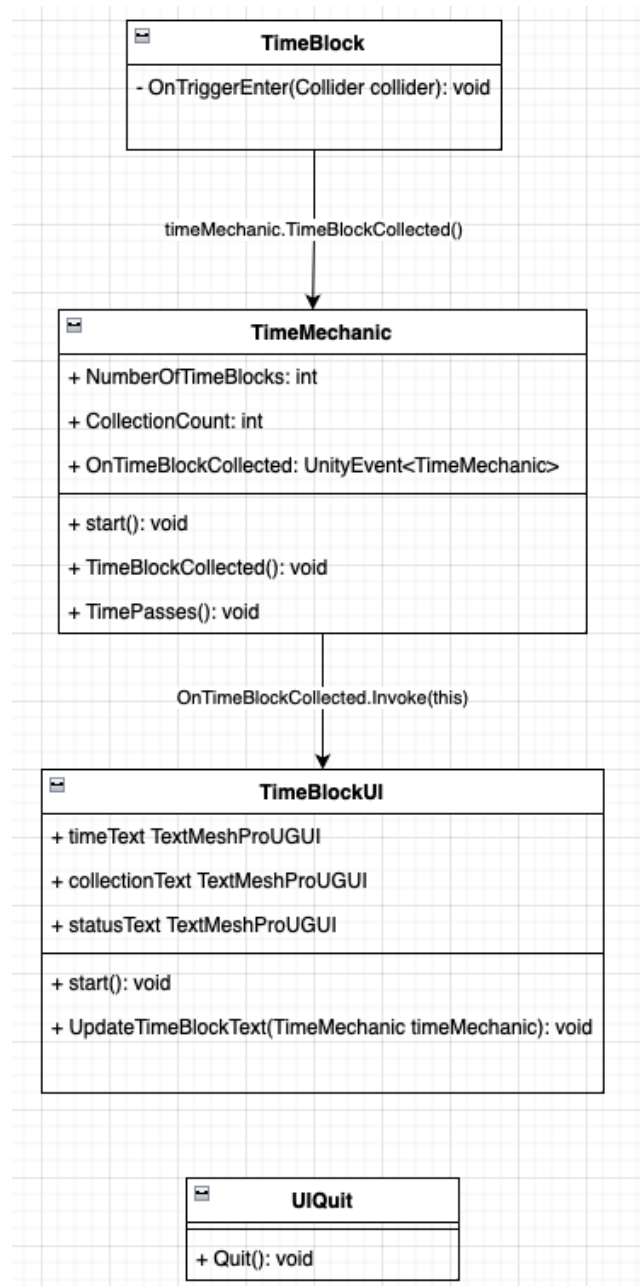 TimeBlock
- OnTriggerEnter(Collider collider): void
timeMechanic.TimeBlockCollected()
TimeMechanic
+ NumberOfTimeBlocks: int
+ CollectionCount: int
+ OnTimeBlockCollected: UnityEvent<TimeMechanic>
+ start(): void
+ TimeBlockCollected(): void
+ TimePasses(): void
OnTimeBlockCollected.Invoke(this)
TimeBlockUI
+ timeText TextMeshProUGUI
+ collectionText TextMeshProUGUI
+ statusText TextMeshProUGUI
+ start(): void
+ UpdateTimeBlockText(TimeMechanic timeMechanic): void
UIQuit
+ Quit(): void